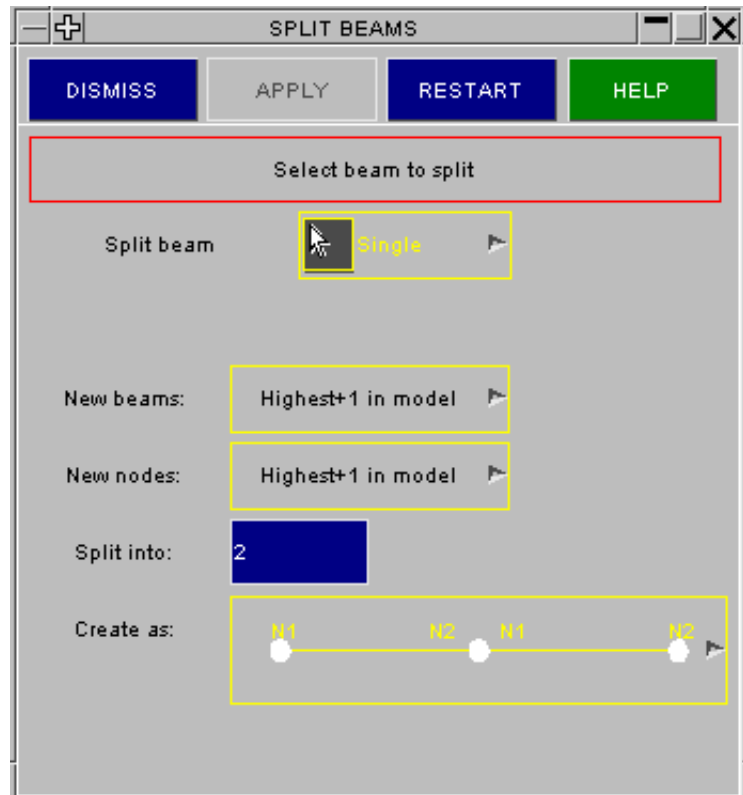 SPLIT BEAMS
DISMISS APPLY RESTART HELP
Select beam to split
Split beam Single
New beams: Highest+1 in model
New nodes: Highest+1 in model
Split into: 2
Create as: N1 N2 N1 N2